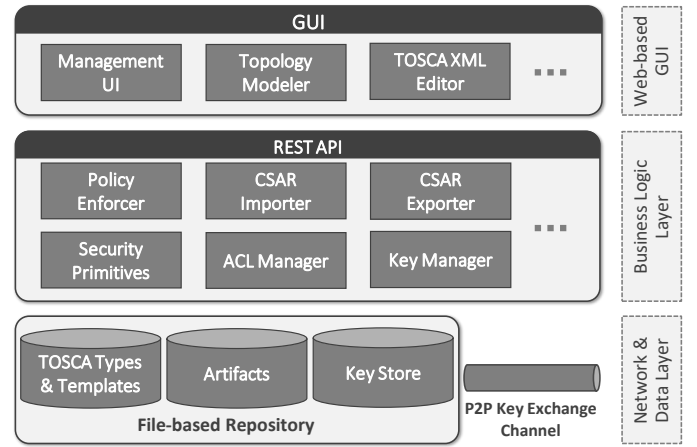 GUI
Management
UI
Topology
Modeler
TOSCA XML
Editor
Web-based
GUI
REST API
Policy
Enforcer
CSAR
Importer
CSAR
Exporter
Security
Primitives
ACL Manager
Key Manager
Business Logic
Layer
TOSCA Types
& Templates
Artifacts
Key Store
File-based Repository
P2P Key Exchange
Channel
Network &
Data Layer